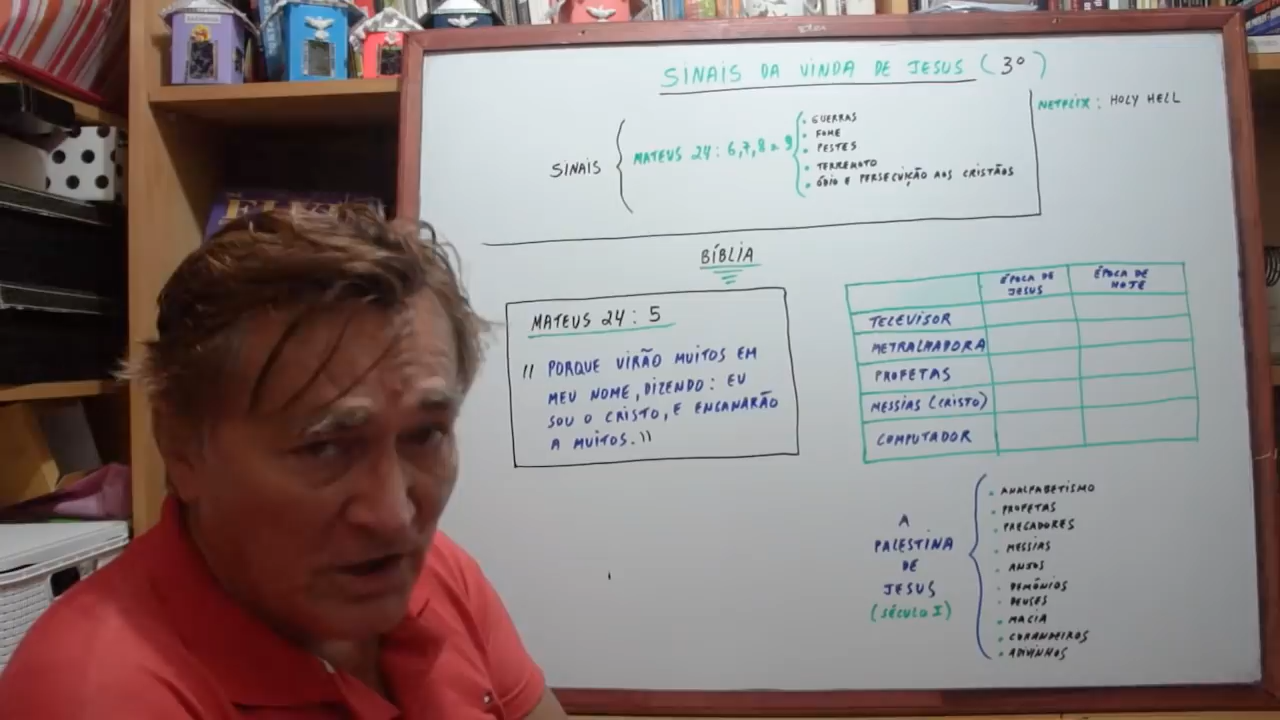 SINAIS DA VINDA DE JESUS (3º)
NETFLIX: HOLY HELL
SINAIS
MATEUS 24: 6,7,8 e 9
• GUERRAS
• FOME
• PESTES
• TERREMOTO
• ÓDIO E PERSEGUIÇÃO AOS CRISTÃOS
BÍBLIA
MATEUS 24: 5
" PORQUE VIRÃO MUITOS EM
MEU NOME, DIZENDO: EU
SOU O CRISTO, E ENGANARÃO
A MUITOS."
ÉPOCA DE JESUS
ÉPOCA DE HOJE
TELEVISOR
METRALHADORA
PROFETAS
MESSIAS (CRISTO)
COMPUTADOR
A
PALESTINA
DE
JESUS
(SÉCULO I)
• ANALFABETISMO
• PROFETAS
• PREGADORES
• MESSIAS
• ANJOS
• DEMÔNIOS
• DEUSES
• MAGIA
• CURANDEIROS
• ADIVINHOS